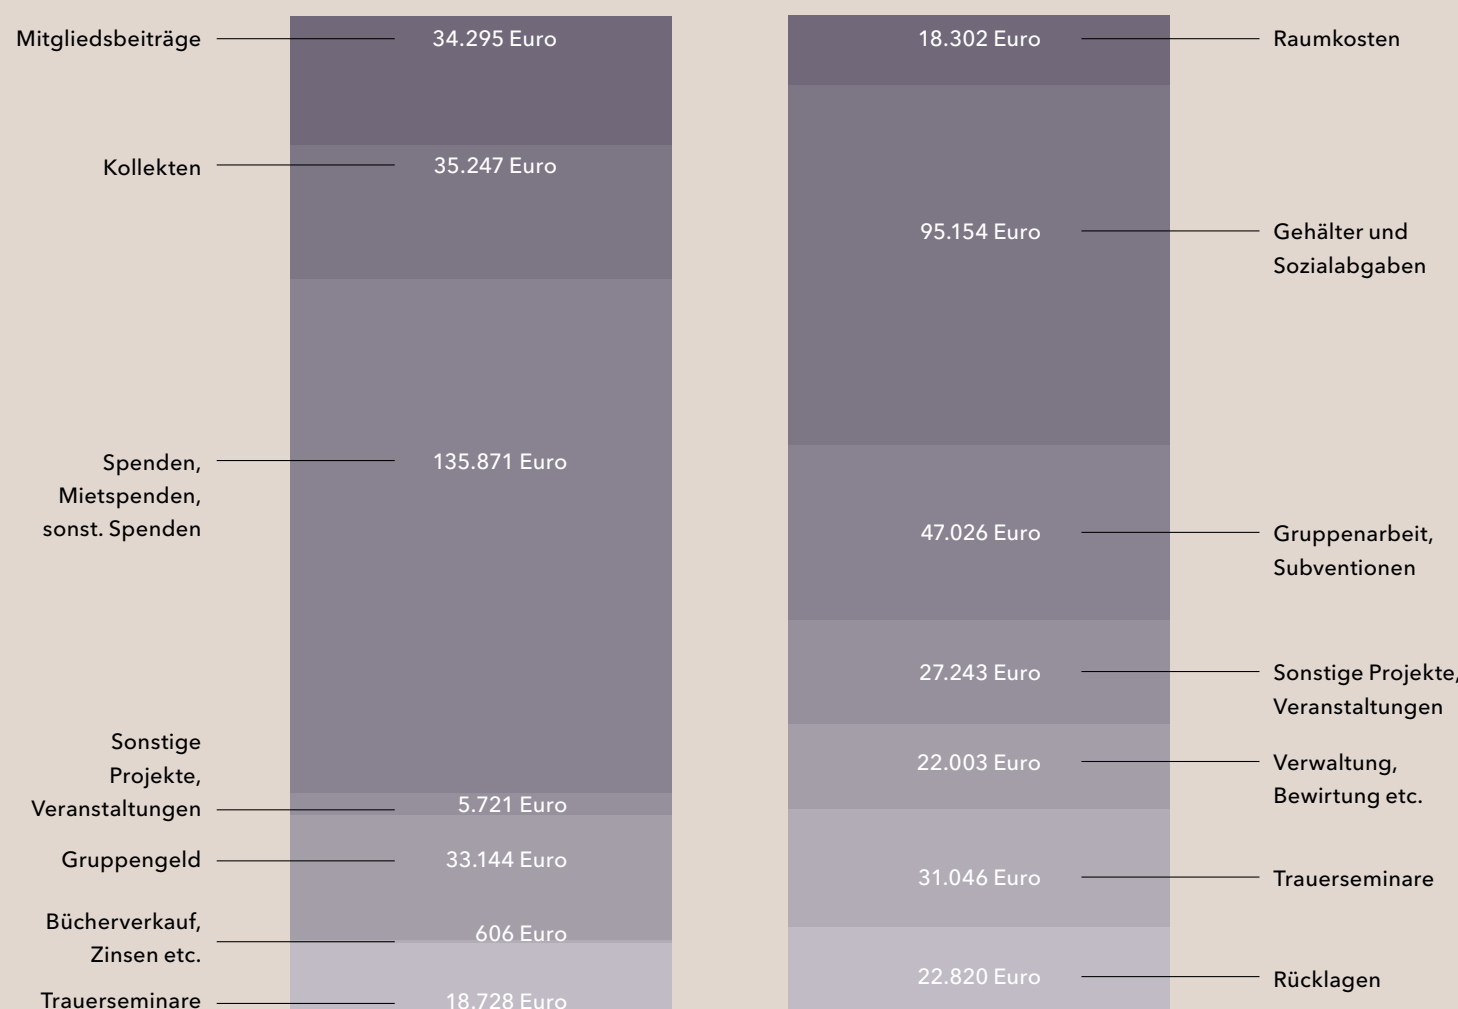 Mitgliedsbeiträge
34.295 Euro
Kollekten
35.247 Euro
Spenden,
Mietspenden,
sonst. Spenden
135.871 Euro
Sonstige
Projekte,
Veranstaltungen
5.721 Euro
Gruppengeld
33.144 Euro
Bücherverkauf,
Zinsen etc.
606 Euro
Trauerseminare
18.728 Euro
18.302 Euro
Raumkosten
95.154 Euro
Gehälter und
Sozialabgaben
47.026 Euro
Gruppenarbeit,
Subventionen
27.243 Euro
Sonstige Projekte,
Veranstaltungen
22.003 Euro
Verwaltung,
Bewirtung etc.
31.046 Euro
Trauerseminare
22.820 Euro
Rücklagen